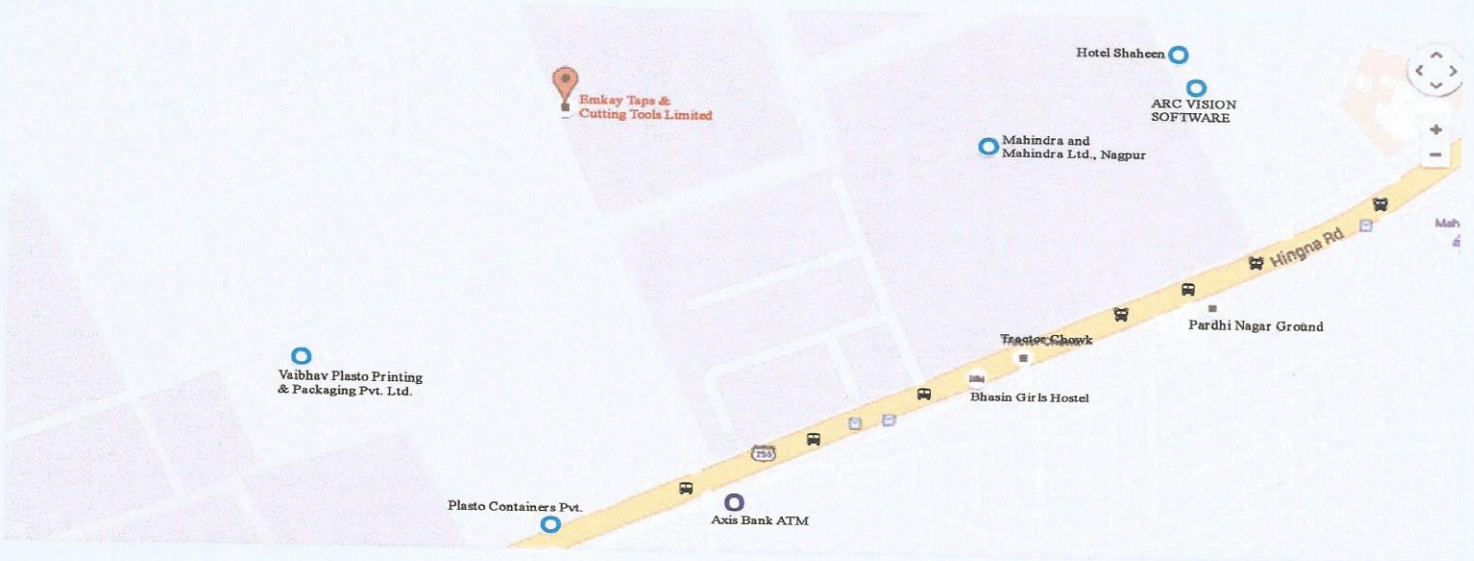 Hotel Shaheen
ARC VISION
SOFTWARE
Emkay Taps &
Cutting Tools Limited
Mahindra and
Mahindra Ltd., Nagpur
+
−
Mah
Hingna Rd
Pardhi Nagar Ground
Tractor Chowk
Vaibhav Plasto Printing
& Packaging Pvt. Ltd.
Bhasin Girls Hostel
Plasto Containers Pvt.
Axis Bank ATM